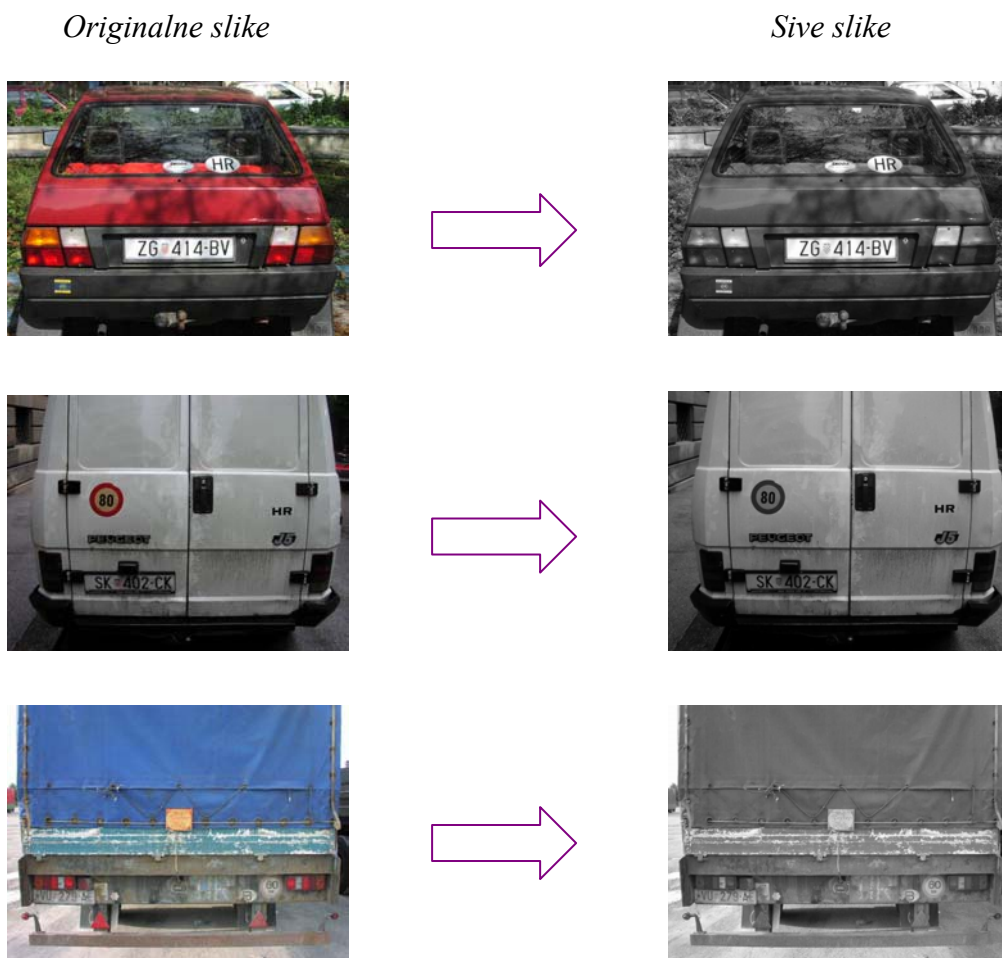 Originalne slike
Sive slike
HR
HR
ZG 414-BV
ZG 414-BV
80
80
HR
HR
PEUGEOT
J5
PEUGEOT
J5
SK 402-CK
SK 402-CK